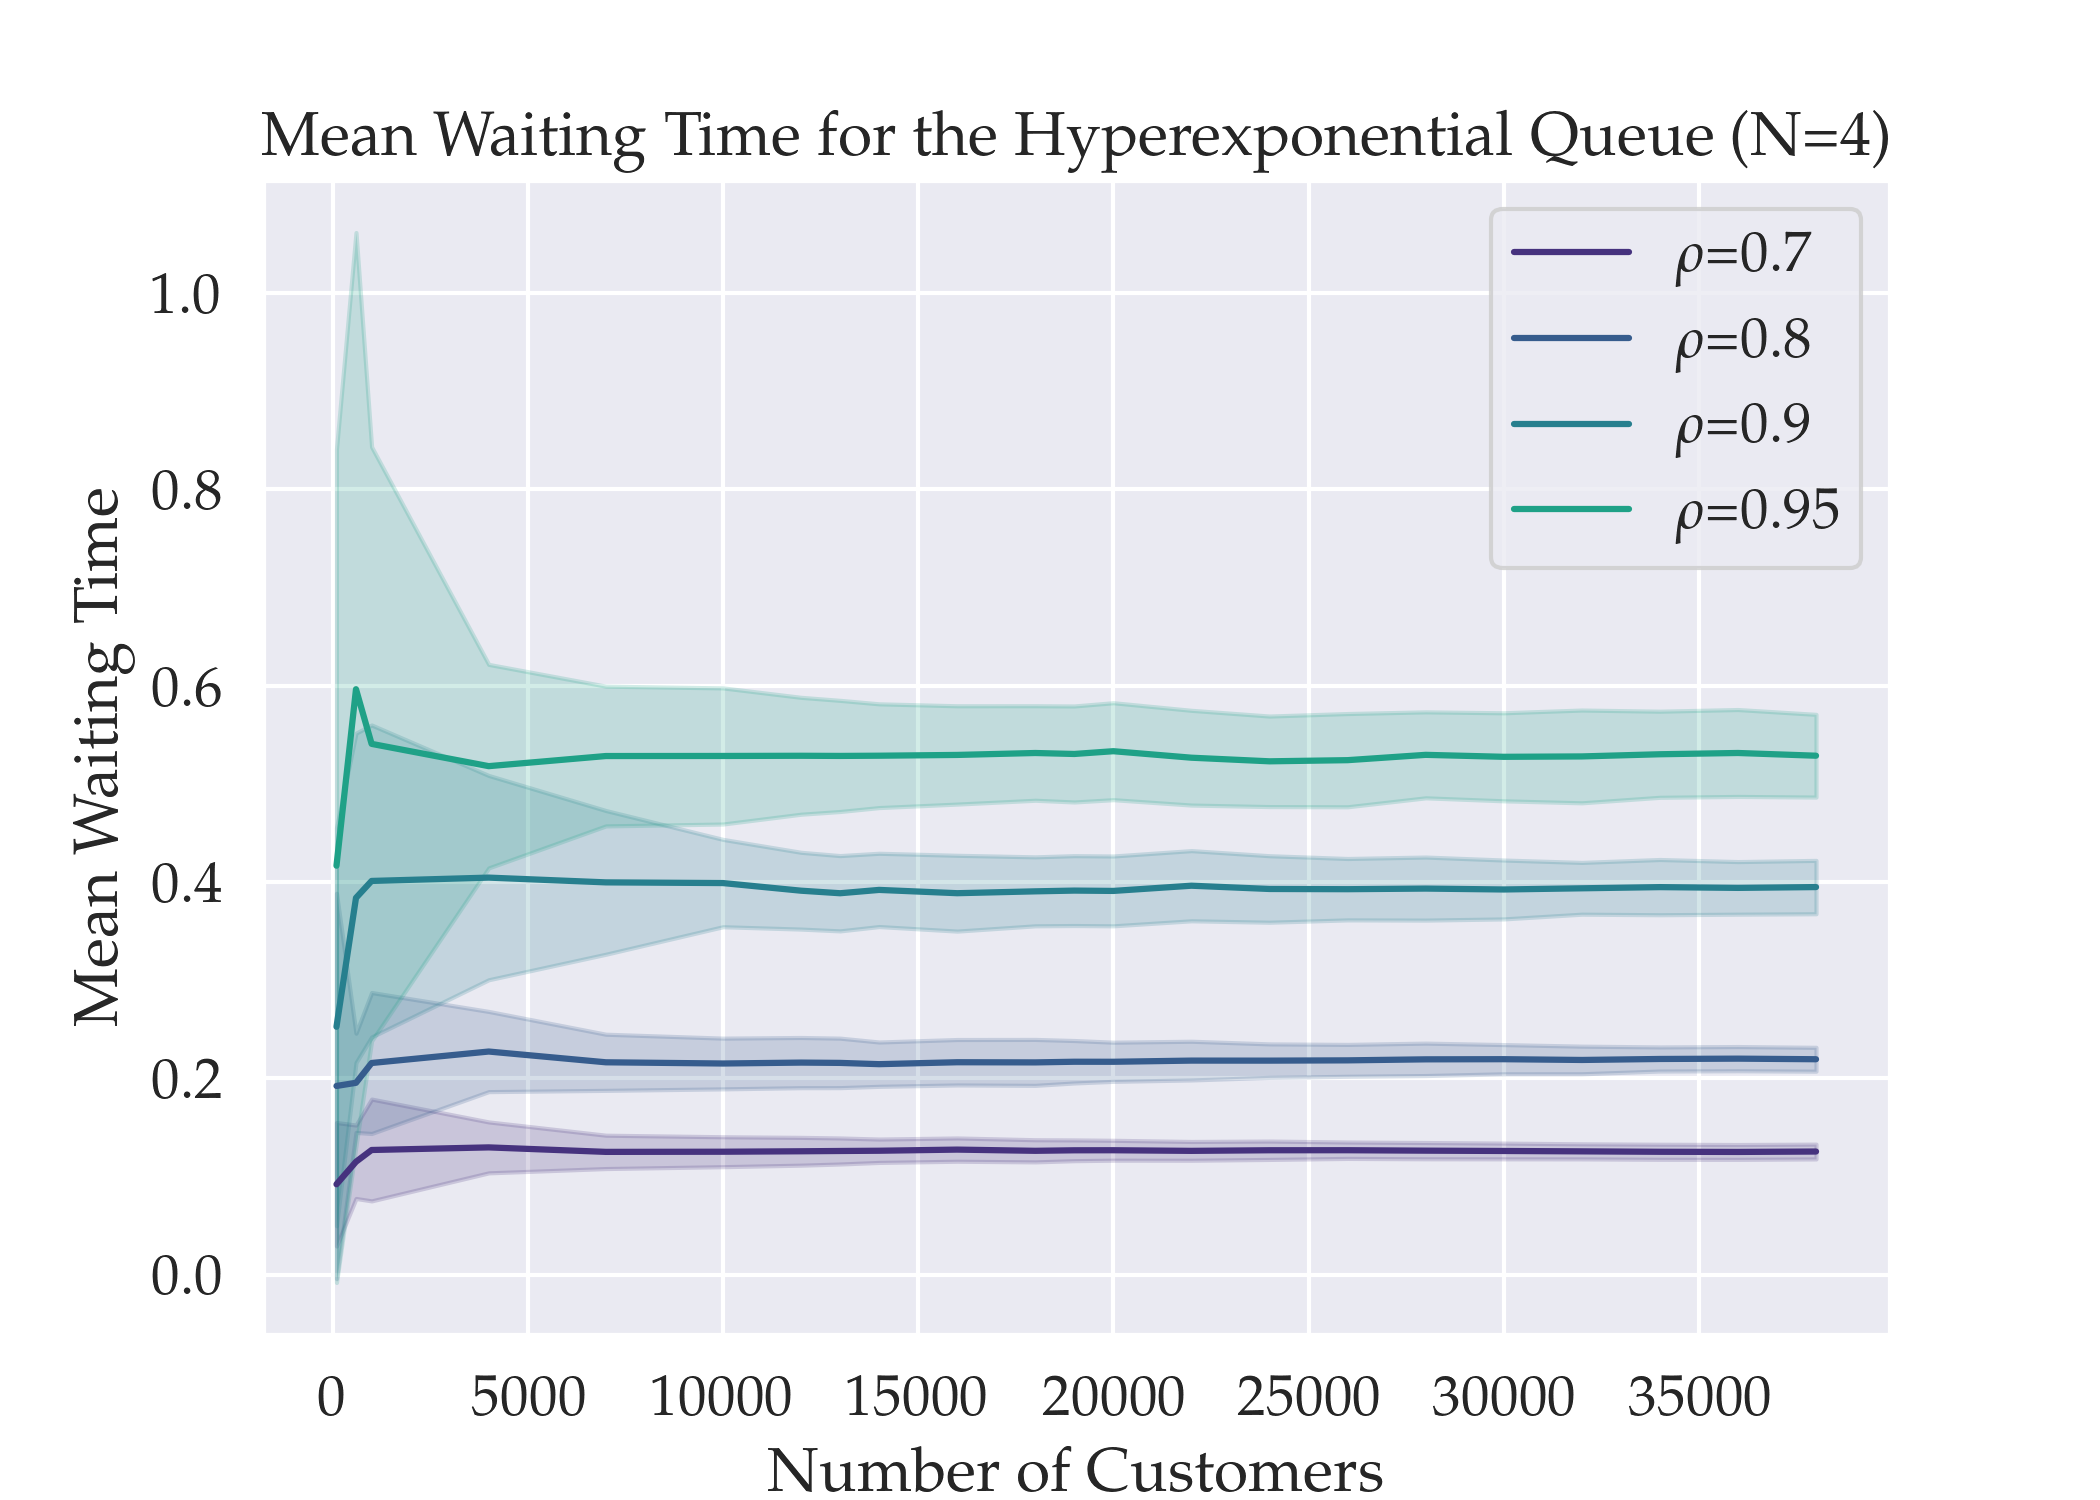 Mean Waiting Time for the Hyperexponential Queue (N=4)
ρ=0.7
ρ=0.8
ρ=0.9
ρ=0.95
Mean Waiting Time
1.0
0.8
0.6
0.4
0.2
0.0
0 5000 10000 15000 20000 25000 30000 35000
Number of Customers